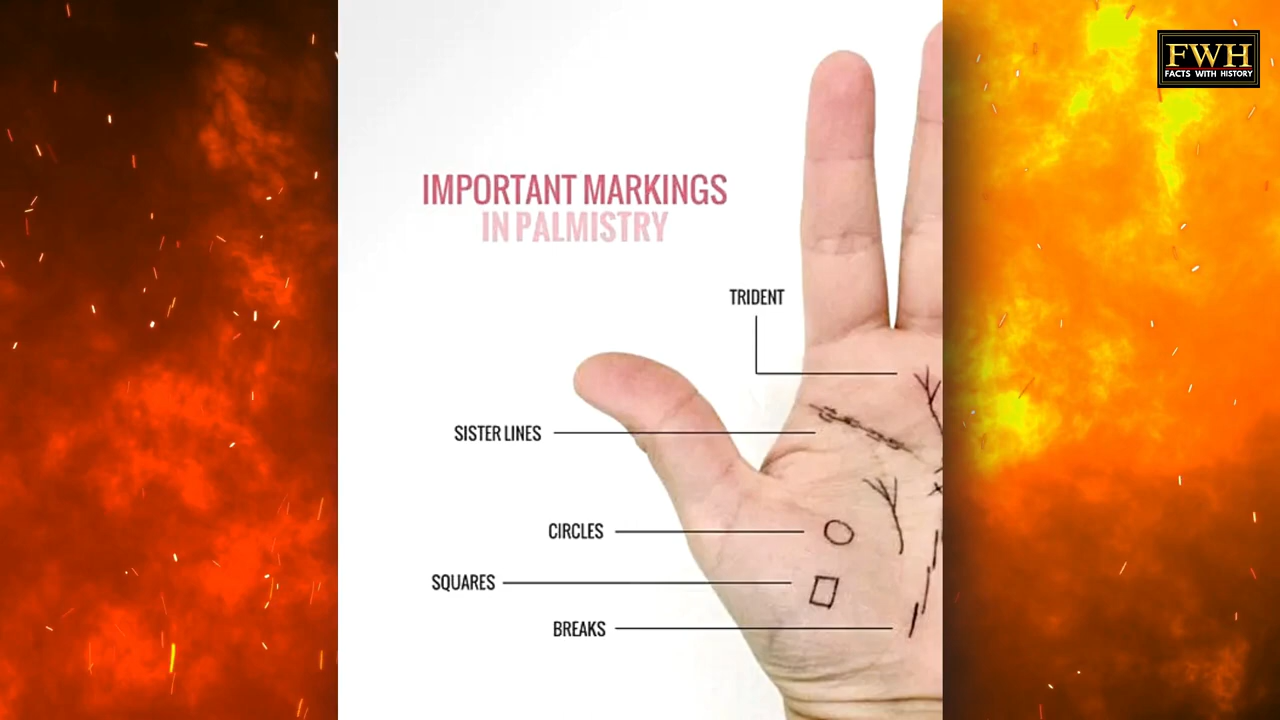 FWH
FACTS WITH HISTORY
IMPORTANT MARKINGS
IN PALMISTRY
TRIDENT
SISTER LINES
CIRCLES
SQUARES
BREAKS